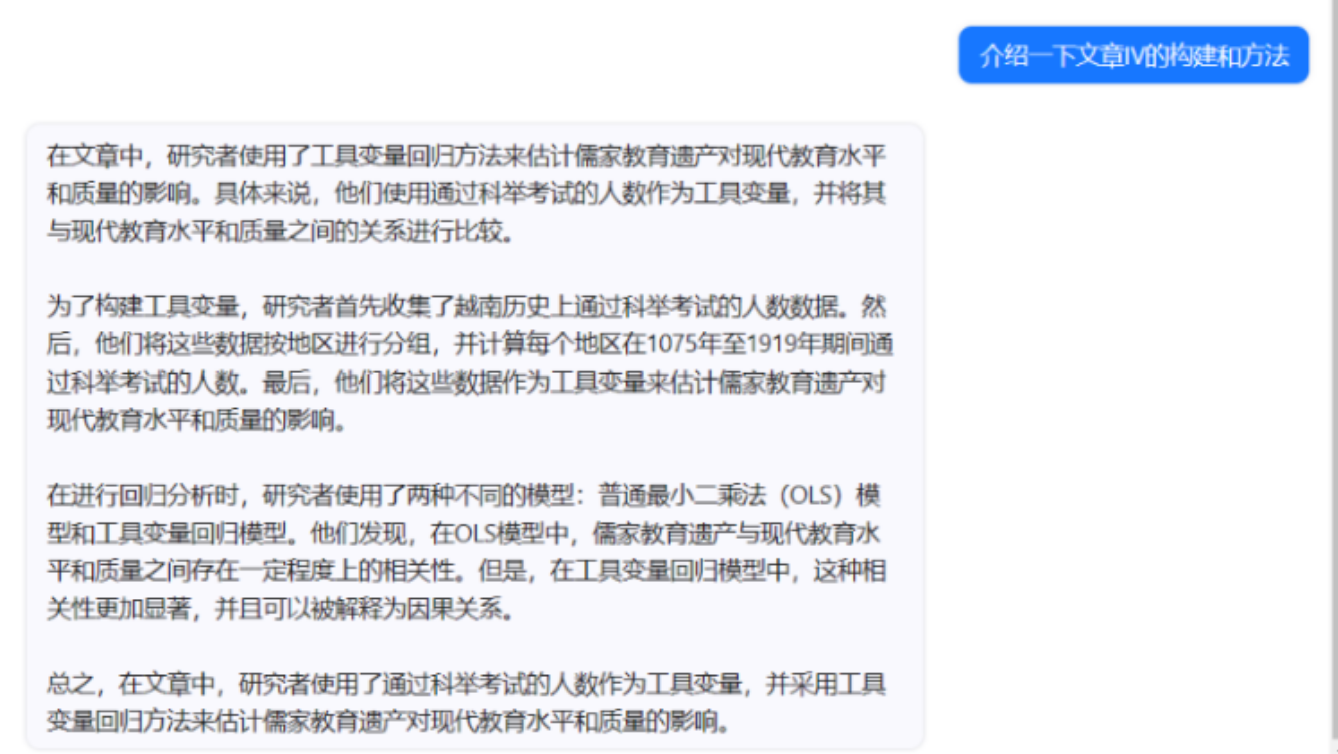 介绍一下文章IV的构建和方法
在文章中，研究者使用了工具变量回归方法来估计儒家教育遗产对现代教育水平
和质量的影响。具体来说，他们使用通过科举考试的人数作为工具变量，并将其
与现代教育水平和质量之间的关系进行比较。
为了构建工具变量，研究者首先收集了越南历史上通过科举考试的人数数据。然
后，他们将这些数据按地区进行分组，并计算每个地区在1075年至1919年期间通
过科举考试的人数。最后，他们将这些数据作为工具变量来估计儒家教育遗产对
现代教育水平和质量的影响。
在进行回归分析时，研究者使用了两种不同的模型：普通最小二乘法（OLS）模
型和工具变量回归模型。他们发现，在OLS模型中，儒家教育遗产与现代教育水
平和质量之间存在一定程度上的相关性。但是，在工具变量回归模型中，这种相
关性更加显著，并且可以被解释为因果关系。
总之，在文章中，研究者使用了通过科举考试的人数作为工具变量，并采用工具
变量回归方法来估计儒家教育遗产对现代教育水平和质量的影响。